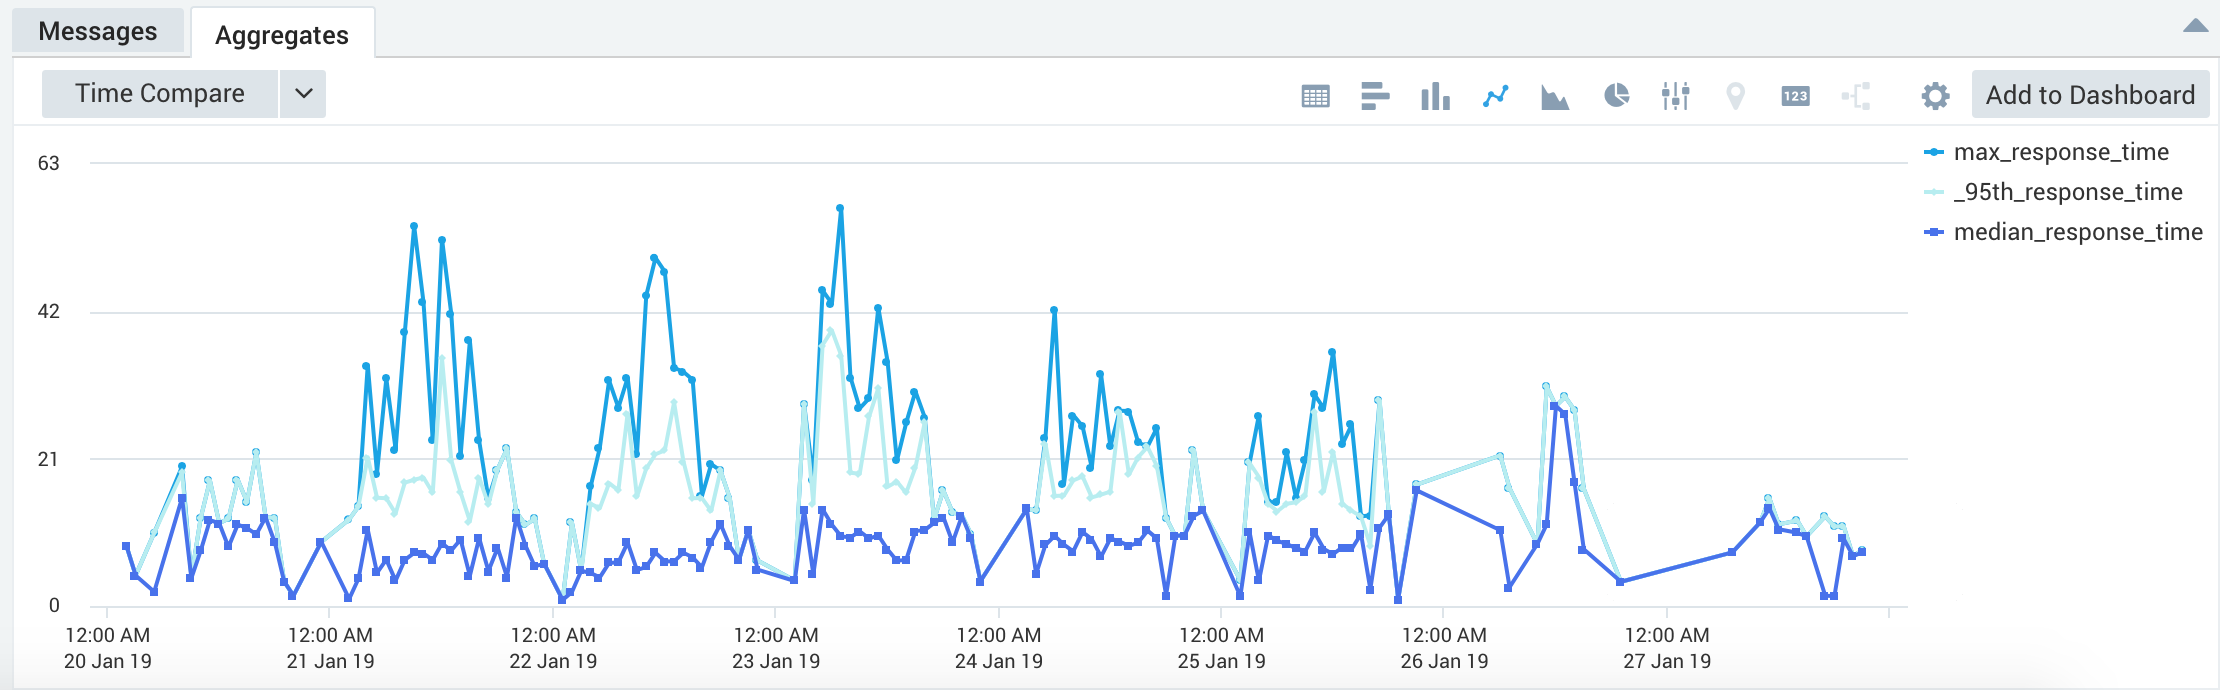 Messages
Aggregates
Time Compare
123
Add to Dashboard
63
42
21
0
max_response_time
_95th_response_time
median_response_time
12:00 AM 12:00 AM 12:00 AM 12:00 AM 12:00 AM 12:00 AM 12:00 AM 12:00 AM
20 Jan 19 21 Jan 19 22 Jan 19 23 Jan 19 24 Jan 19 25 Jan 19 26 Jan 19 27 Jan 19